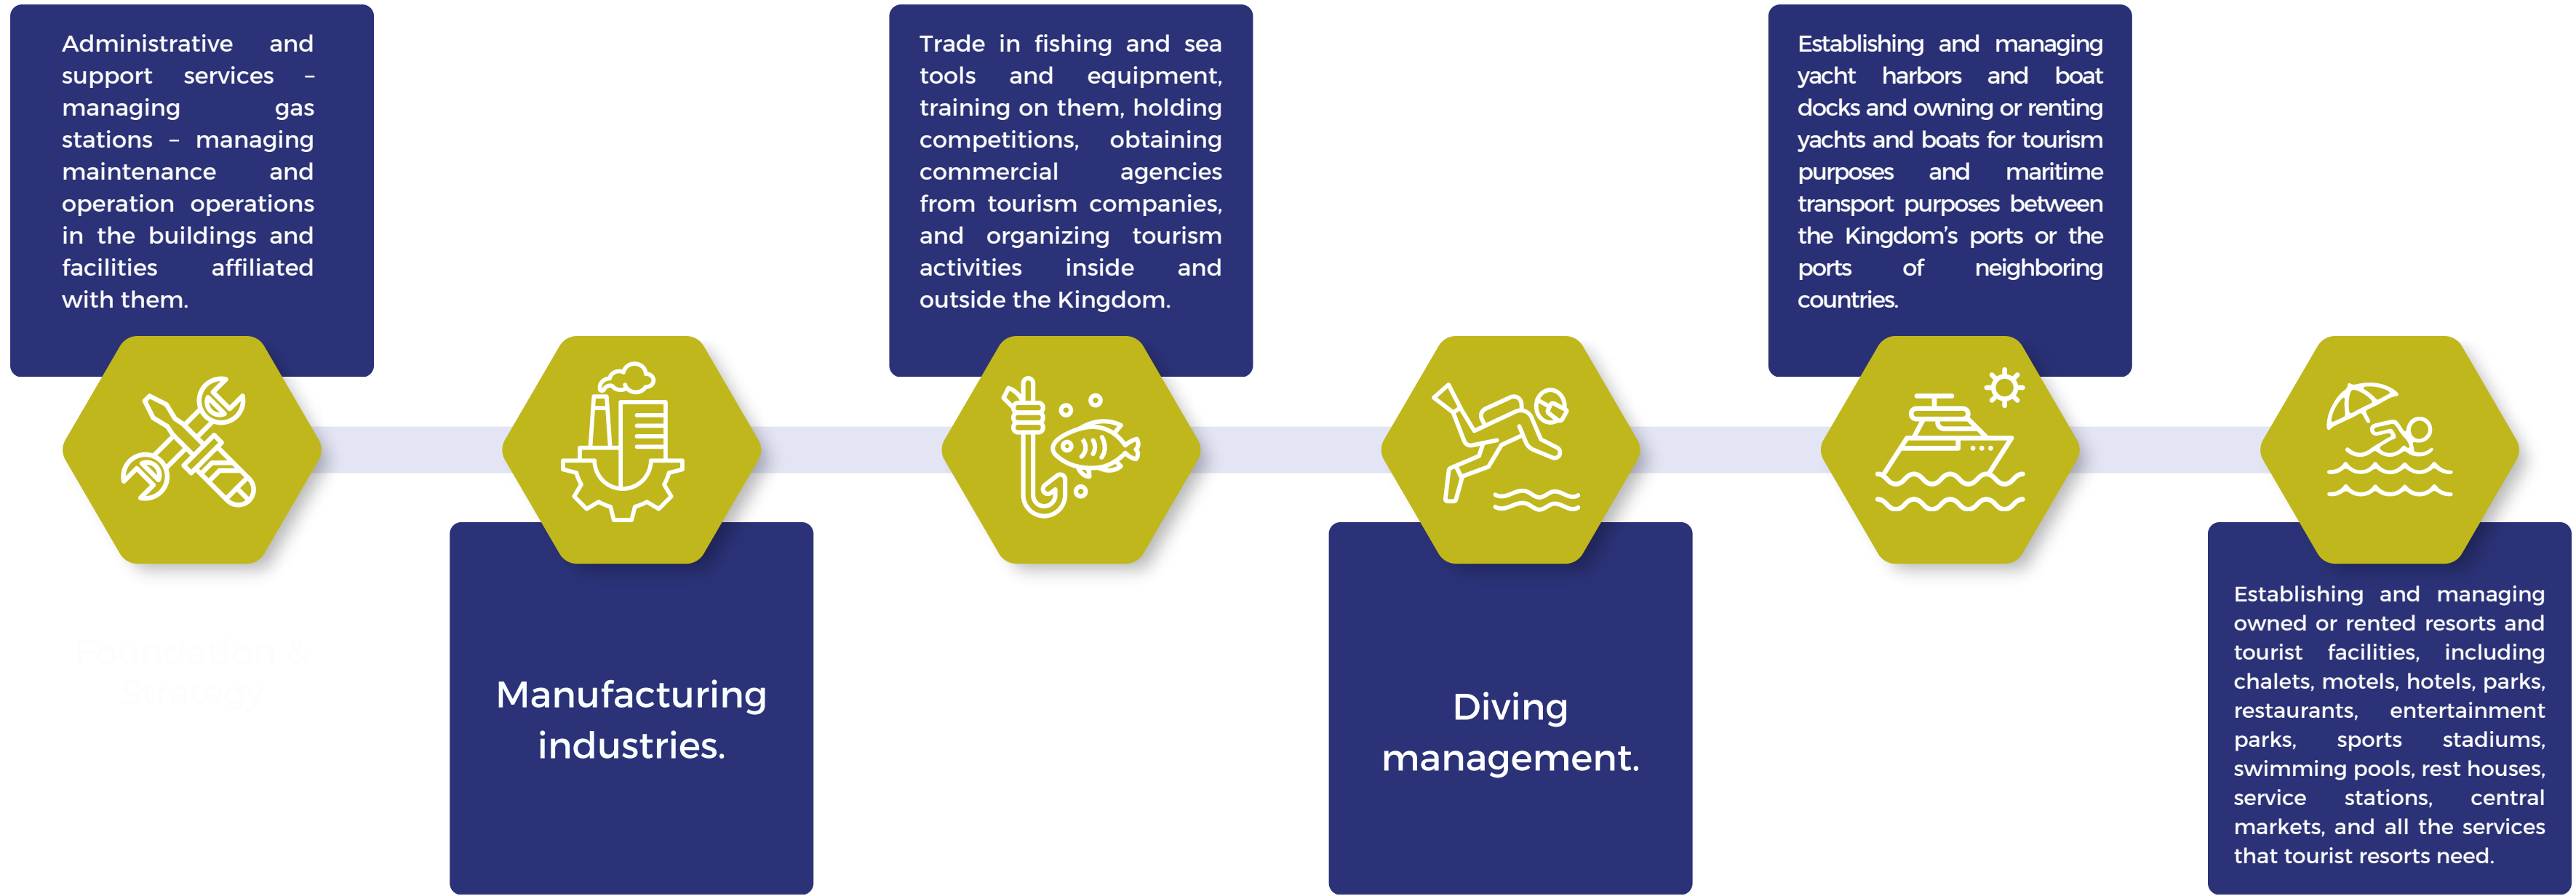 Administrative and
support services –
managing gas
stations – managing
maintenance and
operation operations
in the buildings and
facilities affiliated
with them.
Foundation &
Strategy
Manufacturing
industries.
Trade in fishing and sea
tools and equipment,
training on them, holding
competitions, obtaining
commercial agencies
from tourism companies,
and organizing tourism
activities inside and
outside the Kingdom.
Diving
management.
Establishing and managing
yacht harbors and boat
docks and owning or renting
yachts and boats for tourism
purposes and maritime
transport purposes between
the Kingdom’s ports or the
ports of neighboring
countries.
Establishing and managing
owned or rented resorts and
tourist facilities, including
chalets, motels, hotels, parks,
restaurants, entertainment
parks, sports stadiums,
swimming pools, rest houses,
service stations, central
markets, and all the services
that tourist resorts need.